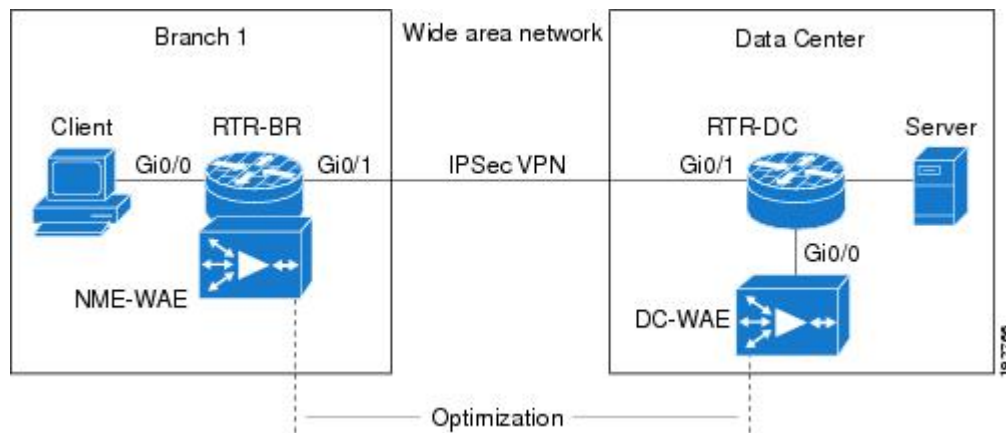 Branch 1
Wide area network
Data Center
Client
RTR-BR
RTR-DC
Server
Gi0/0
Gi0/1
IPSec VPN
Gi0/1
Gi0/0
NME-WAE
DC-WAE
Optimization